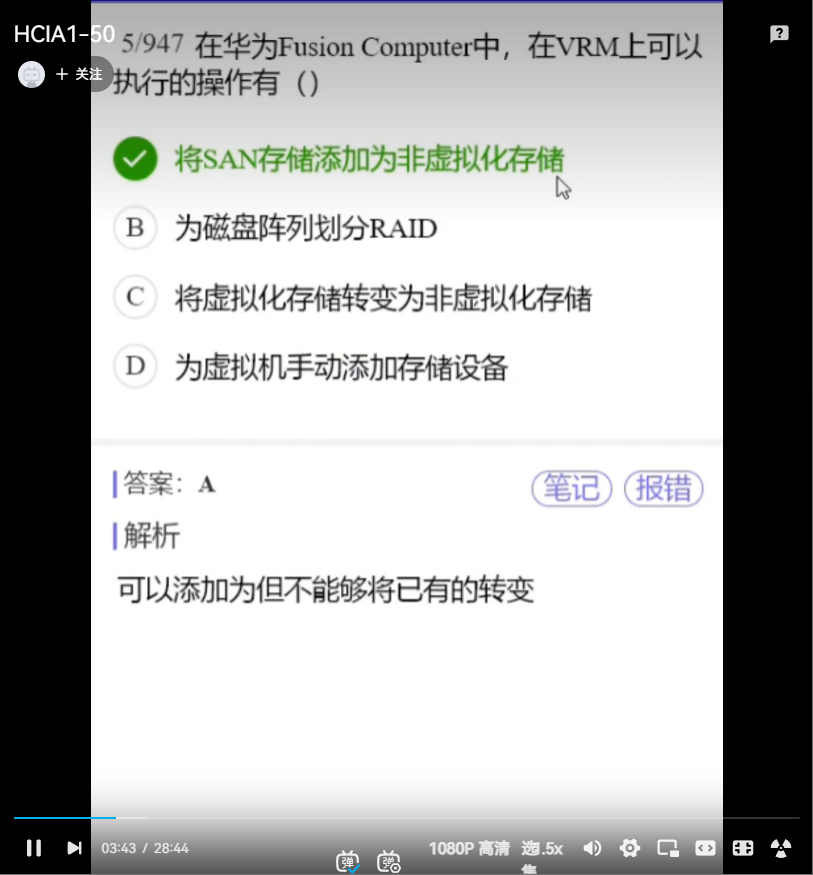 HCIA1-50
5/947 在华为Fusion Computer中，在VRM上可以
+ 关注
执行的操作有（）
将SAN存储添加为非虚拟化存储
B 为磁盘阵列划分RAID
C 将虚拟化存储转变为非虚拟化存储
D 为虚拟机手动添加存储设备
答案：A
笔记 报错
解析
可以添加为但不能够将已有的转变
03:43 / 28:44
弹 弹 1080P 高清 选 1.5x
集